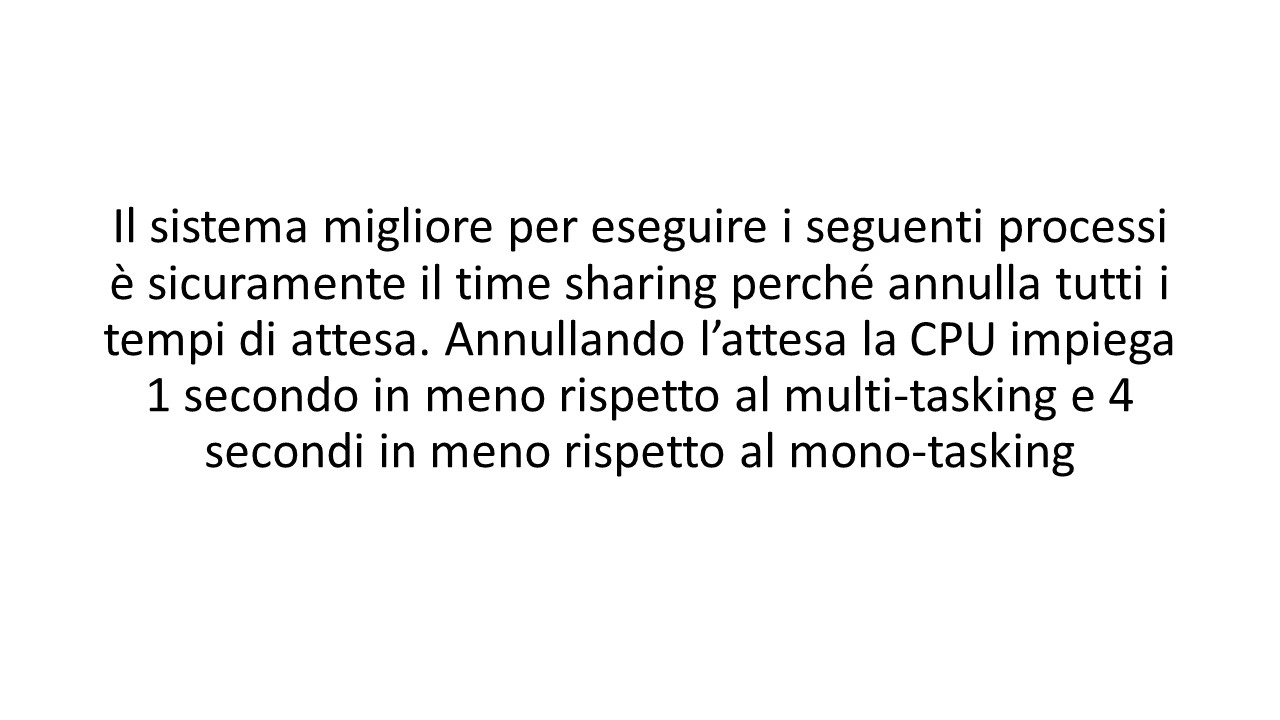 Il sistema migliore per eseguire i seguenti processi
è sicuramente il time sharing perché annulla tutti i
tempi di attesa. Annullando l’attesa la CPU impiega
1 secondo in meno rispetto al multi-tasking e 4
secondi in meno rispetto al mono-tasking